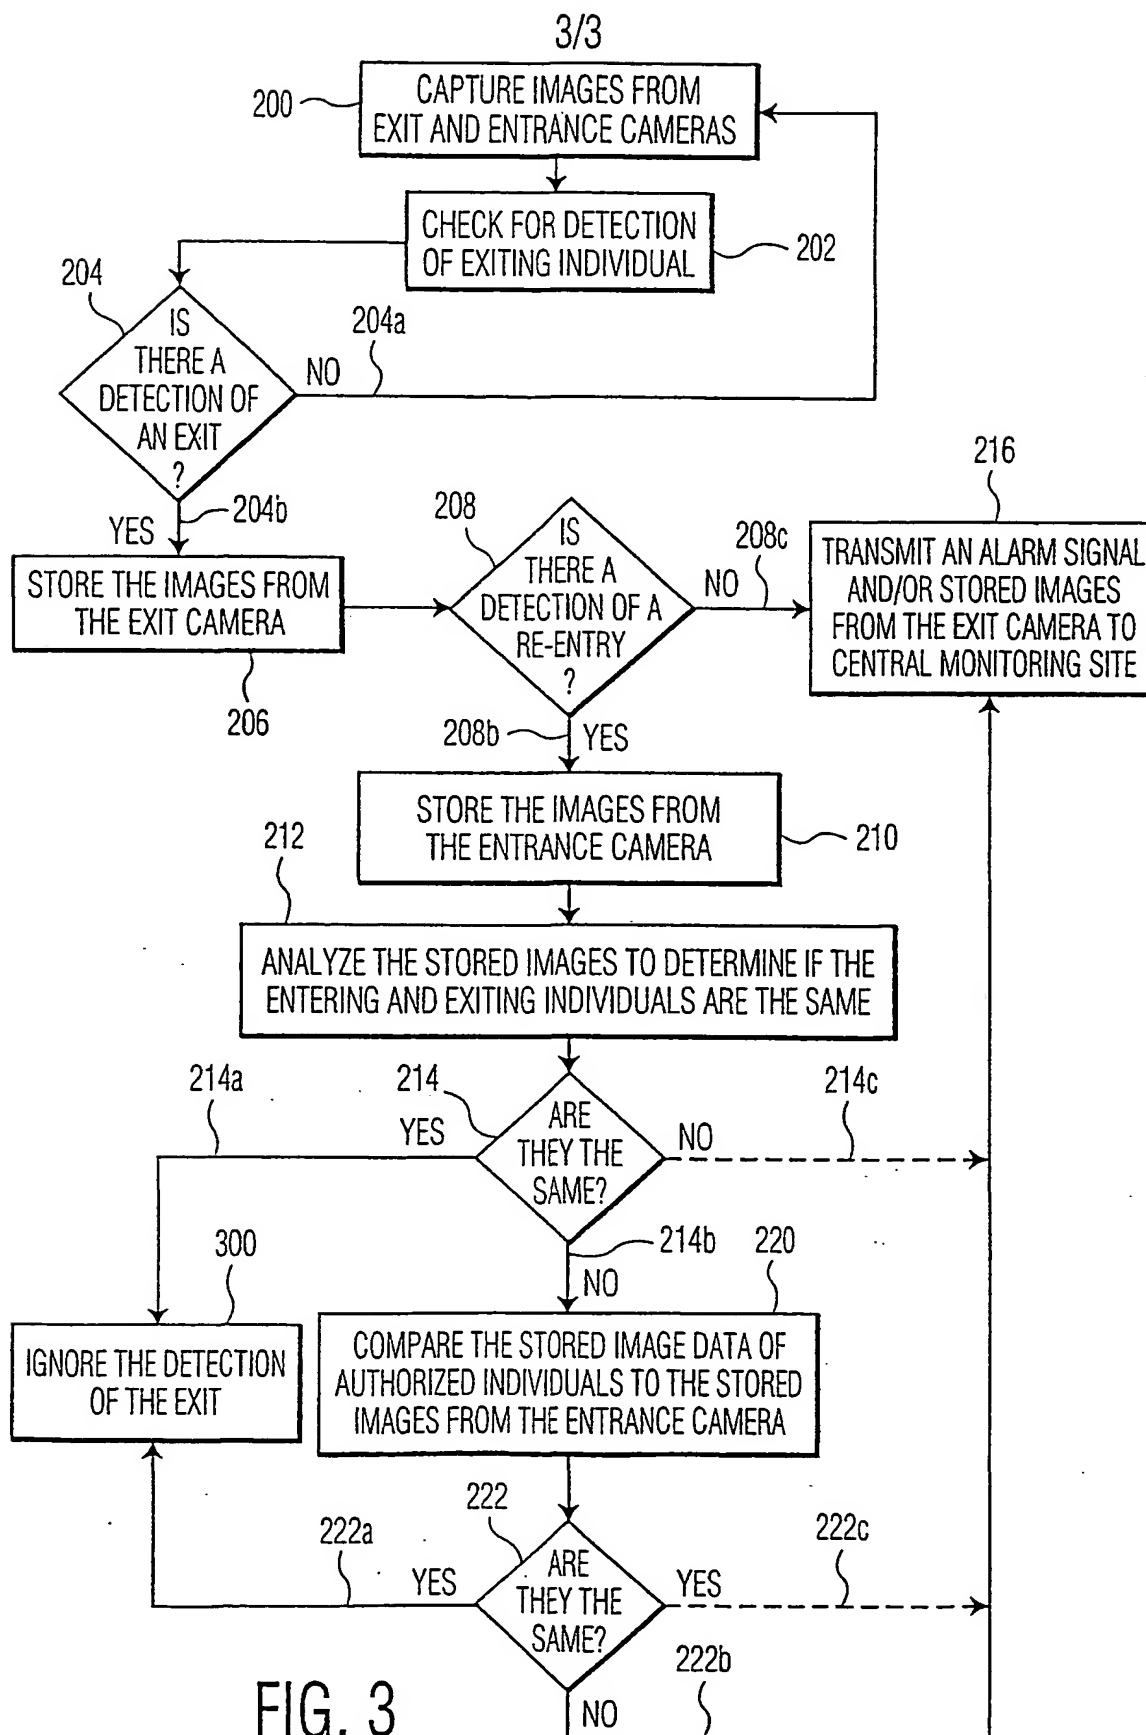 3/3
CAPTURE IMAGES FROM
EXIT AND ENTRANCE CAMERAS
200
CHECK FOR DETECTION
OF EXITING INDIVIDUAL
202
204
IS
THERE A
DETECTION OF
AN EXIT
?
204a
NO
YES
204b
STORE THE IMAGES FROM
THE EXIT CAMERA
206
208
IS
THERE A
DETECTION OF A
RE-ENTRY
?
208c
NO
216
TRANSMIT AN ALARM SIGNAL
AND/OR STORED IMAGES
FROM THE EXIT CAMERA TO
CENTRAL MONITORING SITE
208b
YES
STORE THE IMAGES FROM
THE ENTRANCE CAMERA
210
212
ANALYZE THE STORED IMAGES TO DETERMINE IF THE
ENTERING AND EXITING INDIVIDUALS ARE THE SAME
214a
214
YES
ARE
THEY THE
SAME?
NO
214c
214b
NO
300
IGNORE THE DETECTION
OF THE EXIT
220
COMPARE THE STORED IMAGE DATA OF
AUTHORIZED INDIVIDUALS TO THE STORED
IMAGES FROM THE ENTRANCE CAMERA
222a
222
YES
ARE
THEY THE
SAME?
YES
222c
222b
NO
FIG. 3